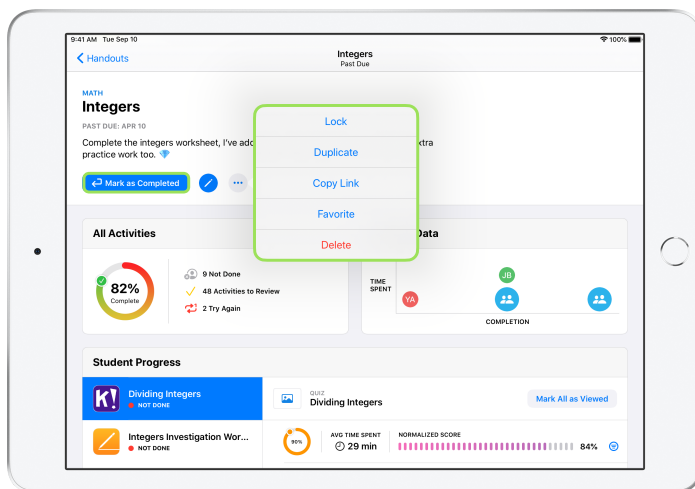 9:41 AM Tue Sep 10
100%
Handouts
Integers
Past Due
MATH
Integers
PAST DUE: APR 10
Complete the integers worksheet, I've
xtra
practice work too.
Mark as Completed
Lock
Duplicate
Copy Link
Favorite
Delete
All Activities
82%
Complete
9 Not Done
48 Activities to Review
2 Try Again
Data
TIME
SPENT
YA
JB
COMPLETION
Student Progress
K!
Dividing Integers
NOT DONE
Integers Investigation Wor...
NOT DONE
QUIZ
Dividing Integers
Mark All as Viewed
90%
AVG TIME SPENT
29 min
NORMALIZED SCORE
84%